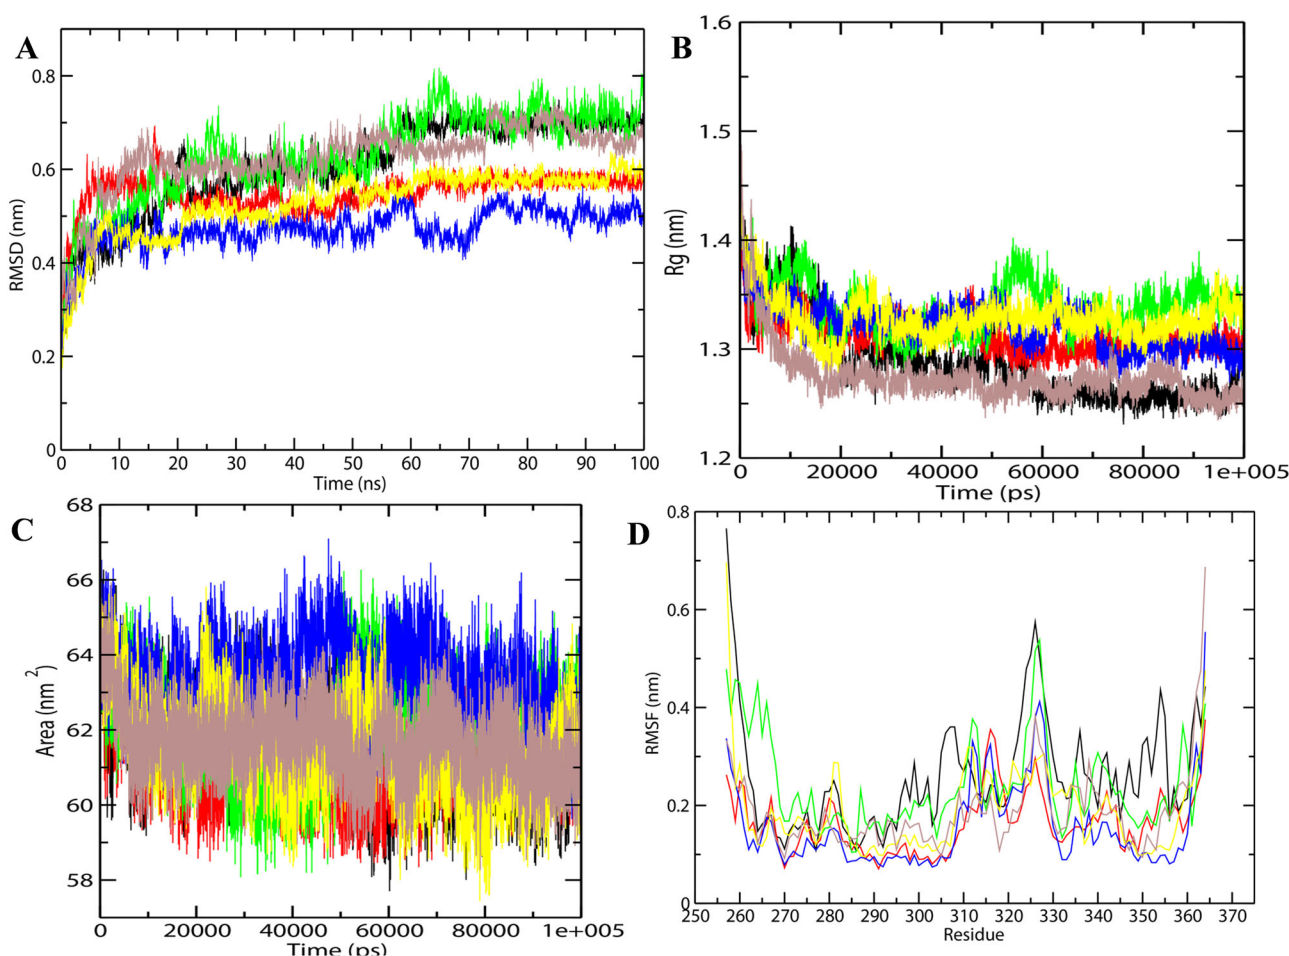 A
0.8
0.6
0.4
0.2
0
RMSD (nm)
0 10 20 30 40 50 60 70 80 90 100
Time (ns)
B
1.6
1.5
1.4
1.3
1.2
Rg (nm)
0 20000 40000 60000 80000 1e+005
Time (ps)
C
68
66
64
62
60
58
Area (nm²)
0 20000 40000 60000 80000 1e+005
Time (ps)
D
0.8
0.6
0.4
0.2
0
RMSF (nm)
250 260 270 280 290 300 310 320 330 340 350 360 370
Residue